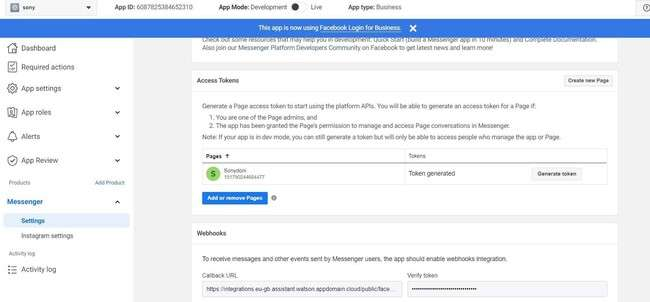 sony
App ID: 6087825384652310
App Mode: Development
Live
App type: Business
This app is now using Facebook Login for Business.
Check out some resources that may help you in development: Quick Start (build a Messenger app in 10 minutes) and Complete Documentation.
Also join our Messenger Platform Developers Community on Facebook to get latest news and learn more!
Dashboard
Required actions
App settings
App roles
Alerts
App Review
Products
Add Product
Messenger
Settings
Instagram settings
Activity log
Activity log
Access Tokens
Create new Page
Generate a Page access token to start using the platform APIs. You will be able to generate an access token for a Page if:
1. You are one of the Page admins, and
2. The app has been granted the Page's permission to manage and access Page conversations in Messenger.
Note: If your app is in dev mode, you can still generate a token but will only be able to access people who manage the app or Page.
Pages ↑
Tokens
S
Token generated
Generate token
Add or remove Pages
Webhooks
To receive messages and other events sent by Messenger users, the app should enable webhooks integration.
Callback URL
Verify token
https://integrations.eu-gb.assistant.watson.appdomain.cloud/public/face...